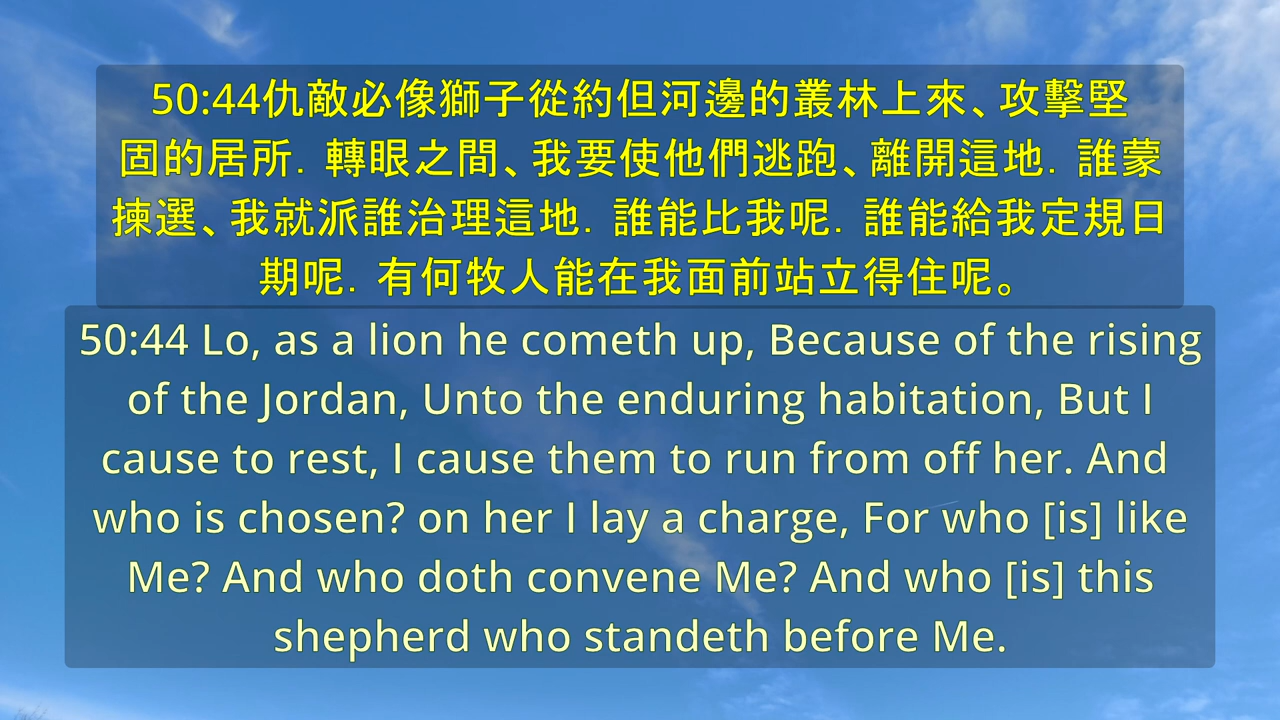 50:44仇敵必像獅子從約但河邊的叢林上來、攻擊堅
固的居所．轉眼之間、我要使他們逃跑、離開這地．誰蒙
揀選、我就派誰治理這地．誰能比我呢．誰能給我定規日
期呢．有何牧人能在我面前站立得住呢。
50:44 Lo, as a lion he cometh up, Because of the rising
of the Jordan, Unto the enduring habitation, But I
cause to rest, I cause them to run from off her. And
who is chosen? on her I lay a charge, For who [is] like
Me? And who doth convene Me? And who [is] this
shepherd who standeth before Me.